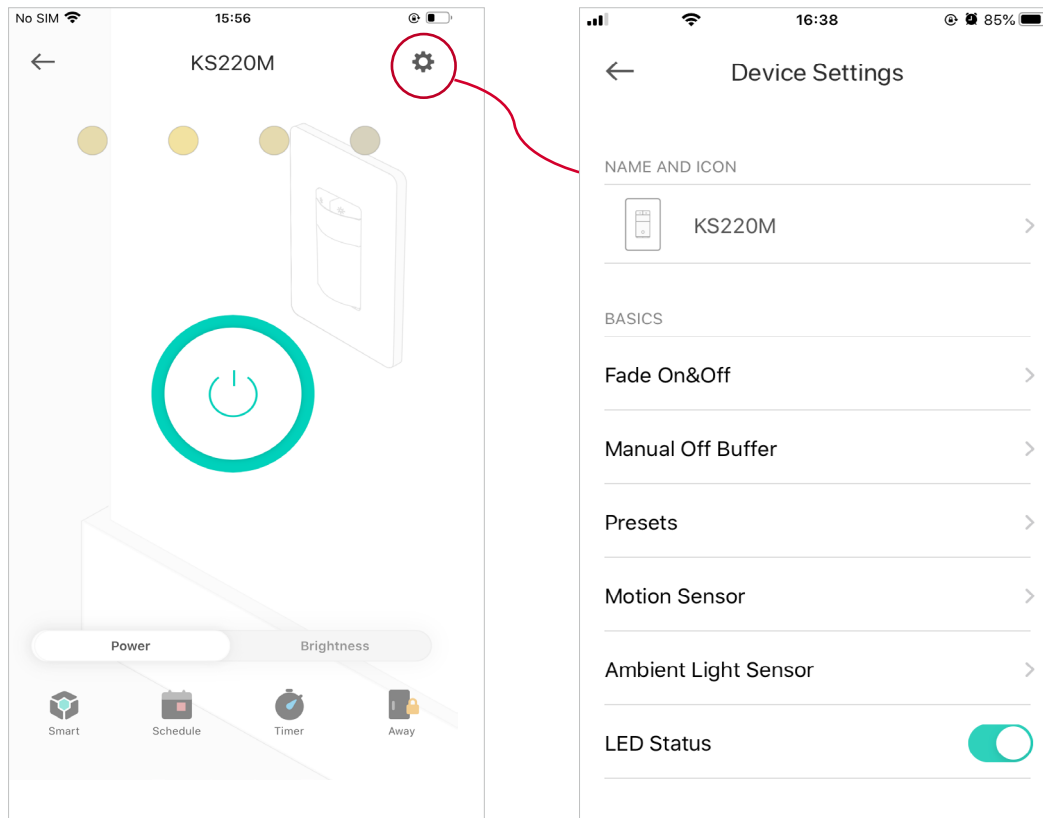 No SIM 15:56
KS220M
Power Brightness
Smart Schedule Timer Away
16:38 85%
Device Settings
NAME AND ICON
KS220M
BASICS
Fade On&Off
Manual Off Buffer
Presets
Motion Sensor
Ambient Light Sensor
LED Status